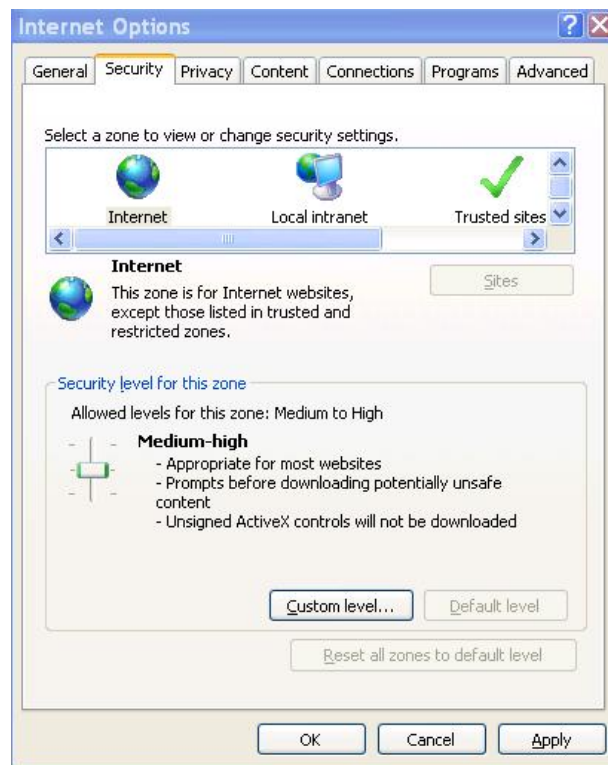 Internet Options
General Security Privacy Content Connections Programs Advanced
Select a zone to view or change security settings.
Internet Local intranet Trusted sites
Internet
Sites
This zone is for Internet websites,
except those listed in trusted and
restricted zones.
Security level for this zone
Allowed levels for this zone: Medium to High
Medium-high
- Appropriate for most websites
- Prompts before downloading potentially unsafe
content
- Unsigned ActiveX controls will not be downloaded
Custom level... Default level
Reset all zones to default level
OK Cancel Apply